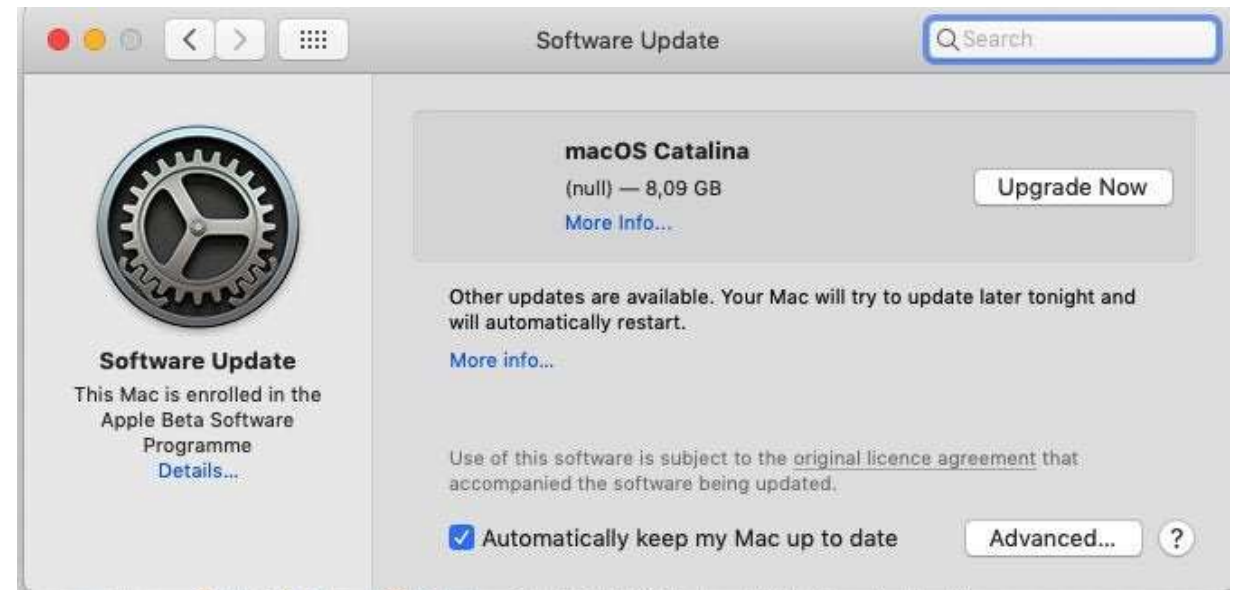 Software Update
Search
macOS Catalina
(null) — 8,09 GB
Upgrade Now
More Info...
Other updates are available. Your Mac will try to update later tonight and
will automatically restart.
More info...
Software Update
This Mac is enrolled in the
Apple Beta Software
Programme
Details...
Use of this software is subject to the original licence agreement that
accompanied the software being updated.
Automatically keep my Mac up to date
Advanced...
?